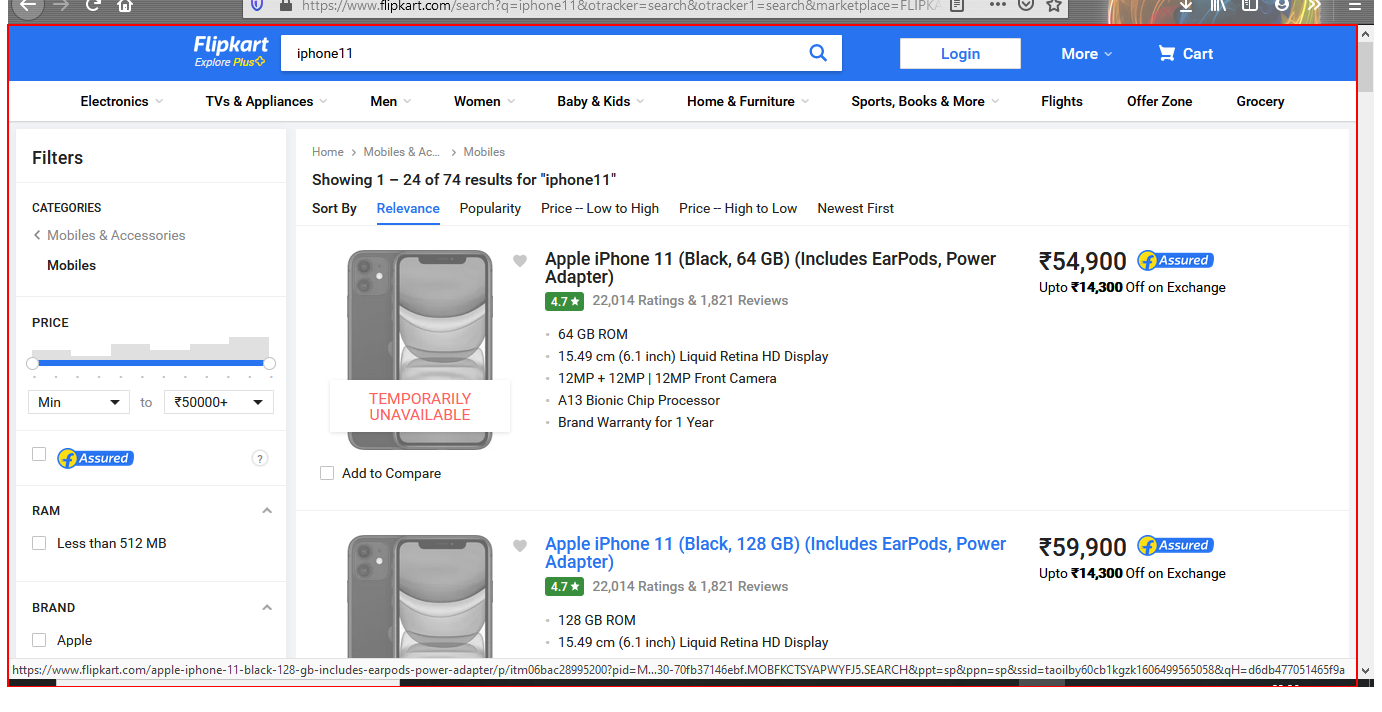 https://www.flipkart.com/search?q=iphone11&otracker=search&otracker1=search&marketplace=FLIPKA
Flipkart
Explore Plus
iphone11
Login
More
Cart
Electronics
TVs & Appliances
Men
Women
Baby & Kids
Home & Furniture
Sports, Books & More
Flights
Offer Zone
Grocery
Filters
CATEGORIES
Mobiles & Accessories
Mobiles
PRICE
Min to ₹50000+
Assured
?
RAM
Less than 512 MB
BRAND
Apple
Home > Mobiles & Ac... > Mobiles
Showing 1 – 24 of 74 results for "iphone11"
Sort By Relevance Popularity Price -- Low to High Price -- High to Low Newest First
TEMPORARILY
UNAVAILABLE
Add to Compare
Apple iPhone 11 (Black, 64 GB) (Includes EarPods, Power
Adapter)
4.7★ 22,014 Ratings & 1,821 Reviews
64 GB ROM
15.49 cm (6.1 inch) Liquid Retina HD Display
12MP + 12MP | 12MP Front Camera
A13 Bionic Chip Processor
Brand Warranty for 1 Year
₹54,900 Assured
Upto ₹14,300 Off on Exchange
Apple iPhone 11 (Black, 128 GB) (Includes EarPods, Power
Adapter)
4.7★ 22,014 Ratings & 1,821 Reviews
128 GB ROM
15.49 cm (6.1 inch) Liquid Retina HD Display
₹59,900 Assured
Upto ₹14,300 Off on Exchange
https://www.flipkart.com/apple-iphone-11-black-128-gb-includes-earpods-power-adapter/p/itm06bac28995200?pid=M...30-70fb37146ebf.MOBFKCTSYAPWYFJ5.SEARCH&ppt=sp&ppn=sp&ssid=taoilby60cb1kgzk1606499565058&qH=d6db477051465f9a